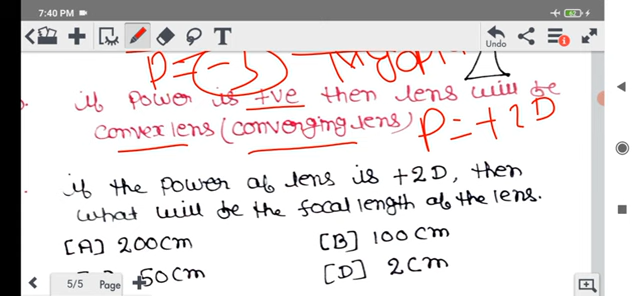 7:40 PM
62
T
Undo
P = (-)
if power is +ve then lens will be
convex lens (converging lens)
P = +2D
if the power of lens is +2D, then
what will be the focal length of the lens.
[A] 200cm
[B] 100cm
50cm
[D] 2cm
5/5 Page